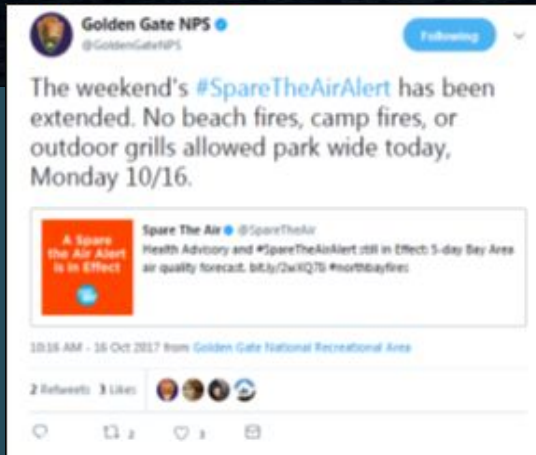 Golden Gate NPS
@GoldenGateNPS
Following
The weekend's #SpareTheAirAlert has been
extended. No beach fires, camp fires, or
outdoor grills allowed park wide today,
Monday 10/16.
A Spare
the Air Alert
is in Effect
Spare The Air @SpareTheAir
Health Advisory and #SpareTheAirAlert still in Effect: 5-day Bay Area
air quality forecast. #northbayfires
10:16 AM - 16 Oct 2017 from Golden Gate National Recreational Area
2 Retweets 3 Likes
2 3